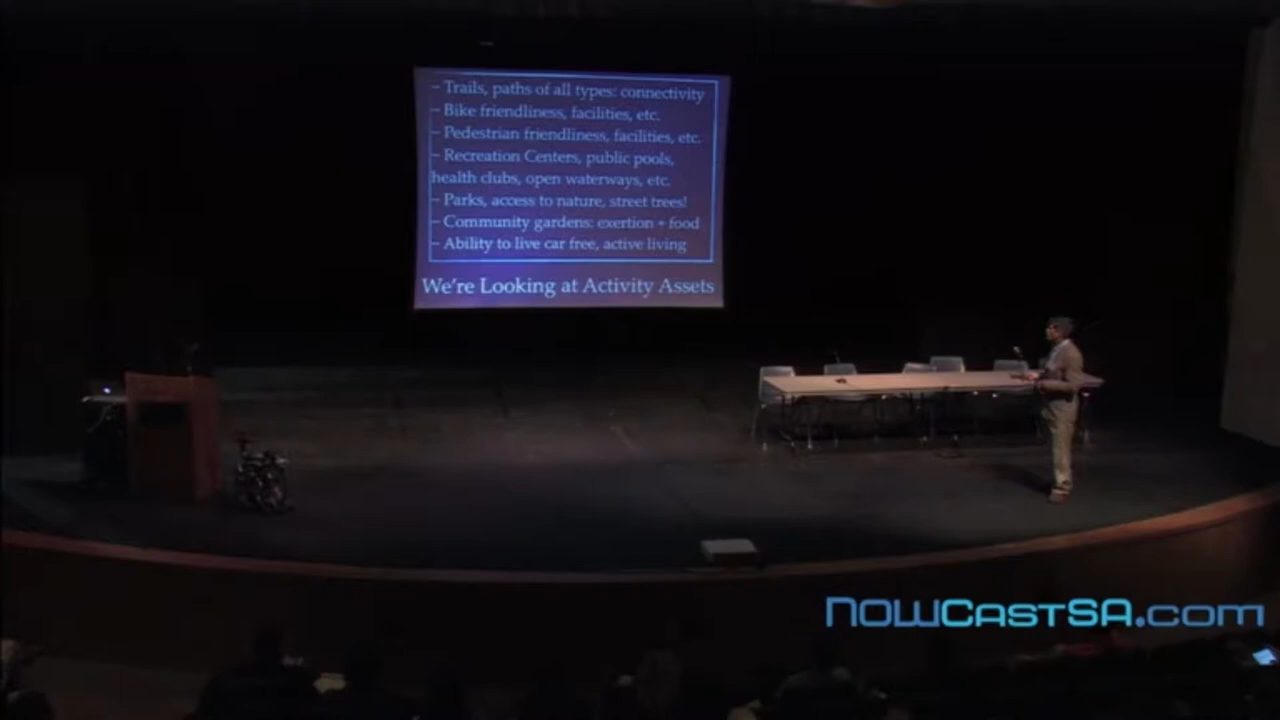 – Trails, paths of all types: connectivity
– Bike friendliness, facilities, etc.
– Pedestrian friendliness, facilities, etc.
– Recreation Centers, public pools,
health clubs, open waterways, etc.
– Parks, access to nature, street trees!
– Community gardens: exertion + food
– Ability to live car free, active living
We're Looking at Activity Assets
NOWCastSA.com